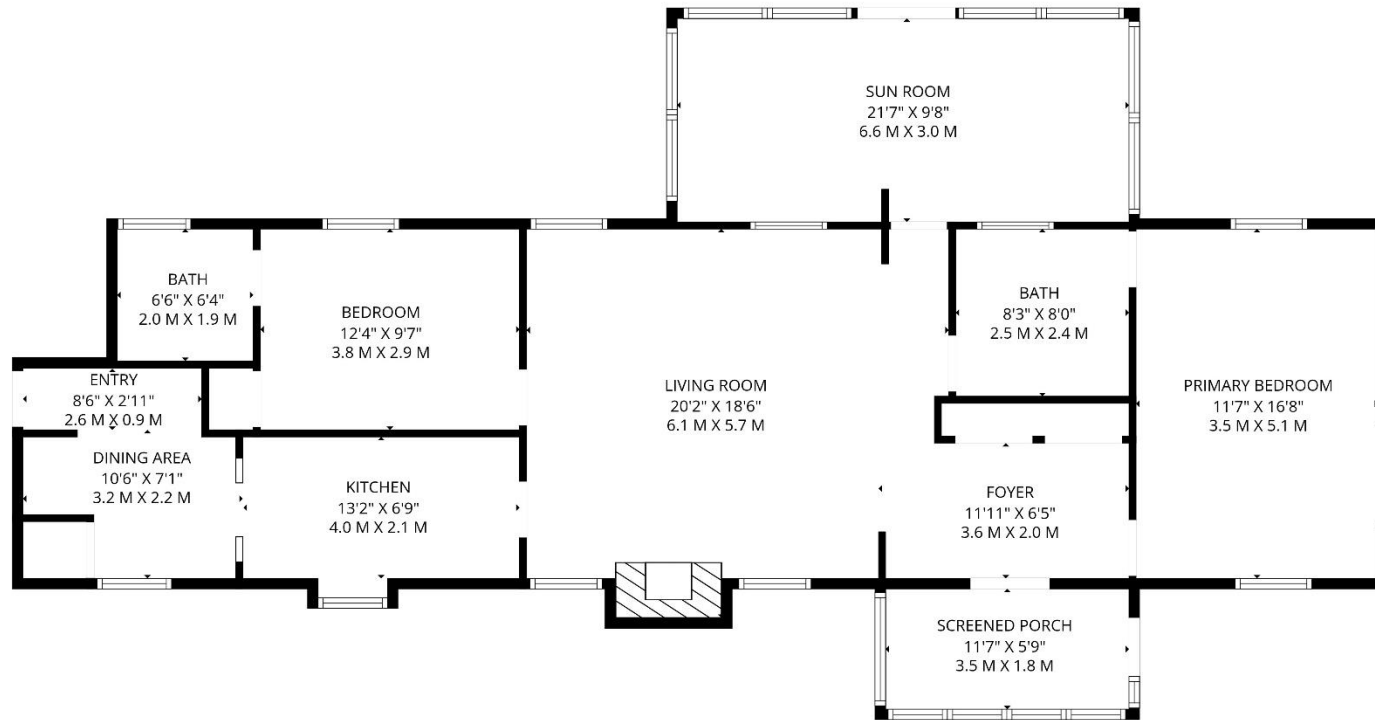 SUN ROOM
21'7" X 9'8"
6.6 M X 3.0 M
BATH
6'6" X 6'4"
2.0 M X 1.9 M
BEDROOM
12'4" X 9'7"
3.8 M X 2.9 M
BATH
8'3" X 8'0"
2.5 M X 2.4 M
ENTRY
8'6" X 2'11"
2.6 M X 0.9 M
LIVING ROOM
20'2" X 18'6"
6.1 M X 5.7 M
PRIMARY BEDROOM
11'7" X 16'8"
3.5 M X 5.1 M
DINING AREA
10'6" X 7'1"
3.2 M X 2.2 M
KITCHEN
13'2" X 6'9"
4.0 M X 2.1 M
FOYER
11'11" X 6'5"
3.6 M X 2.0 M
SCREENED PORCH
11'7" X 5'9"
3.5 M X 1.8 M